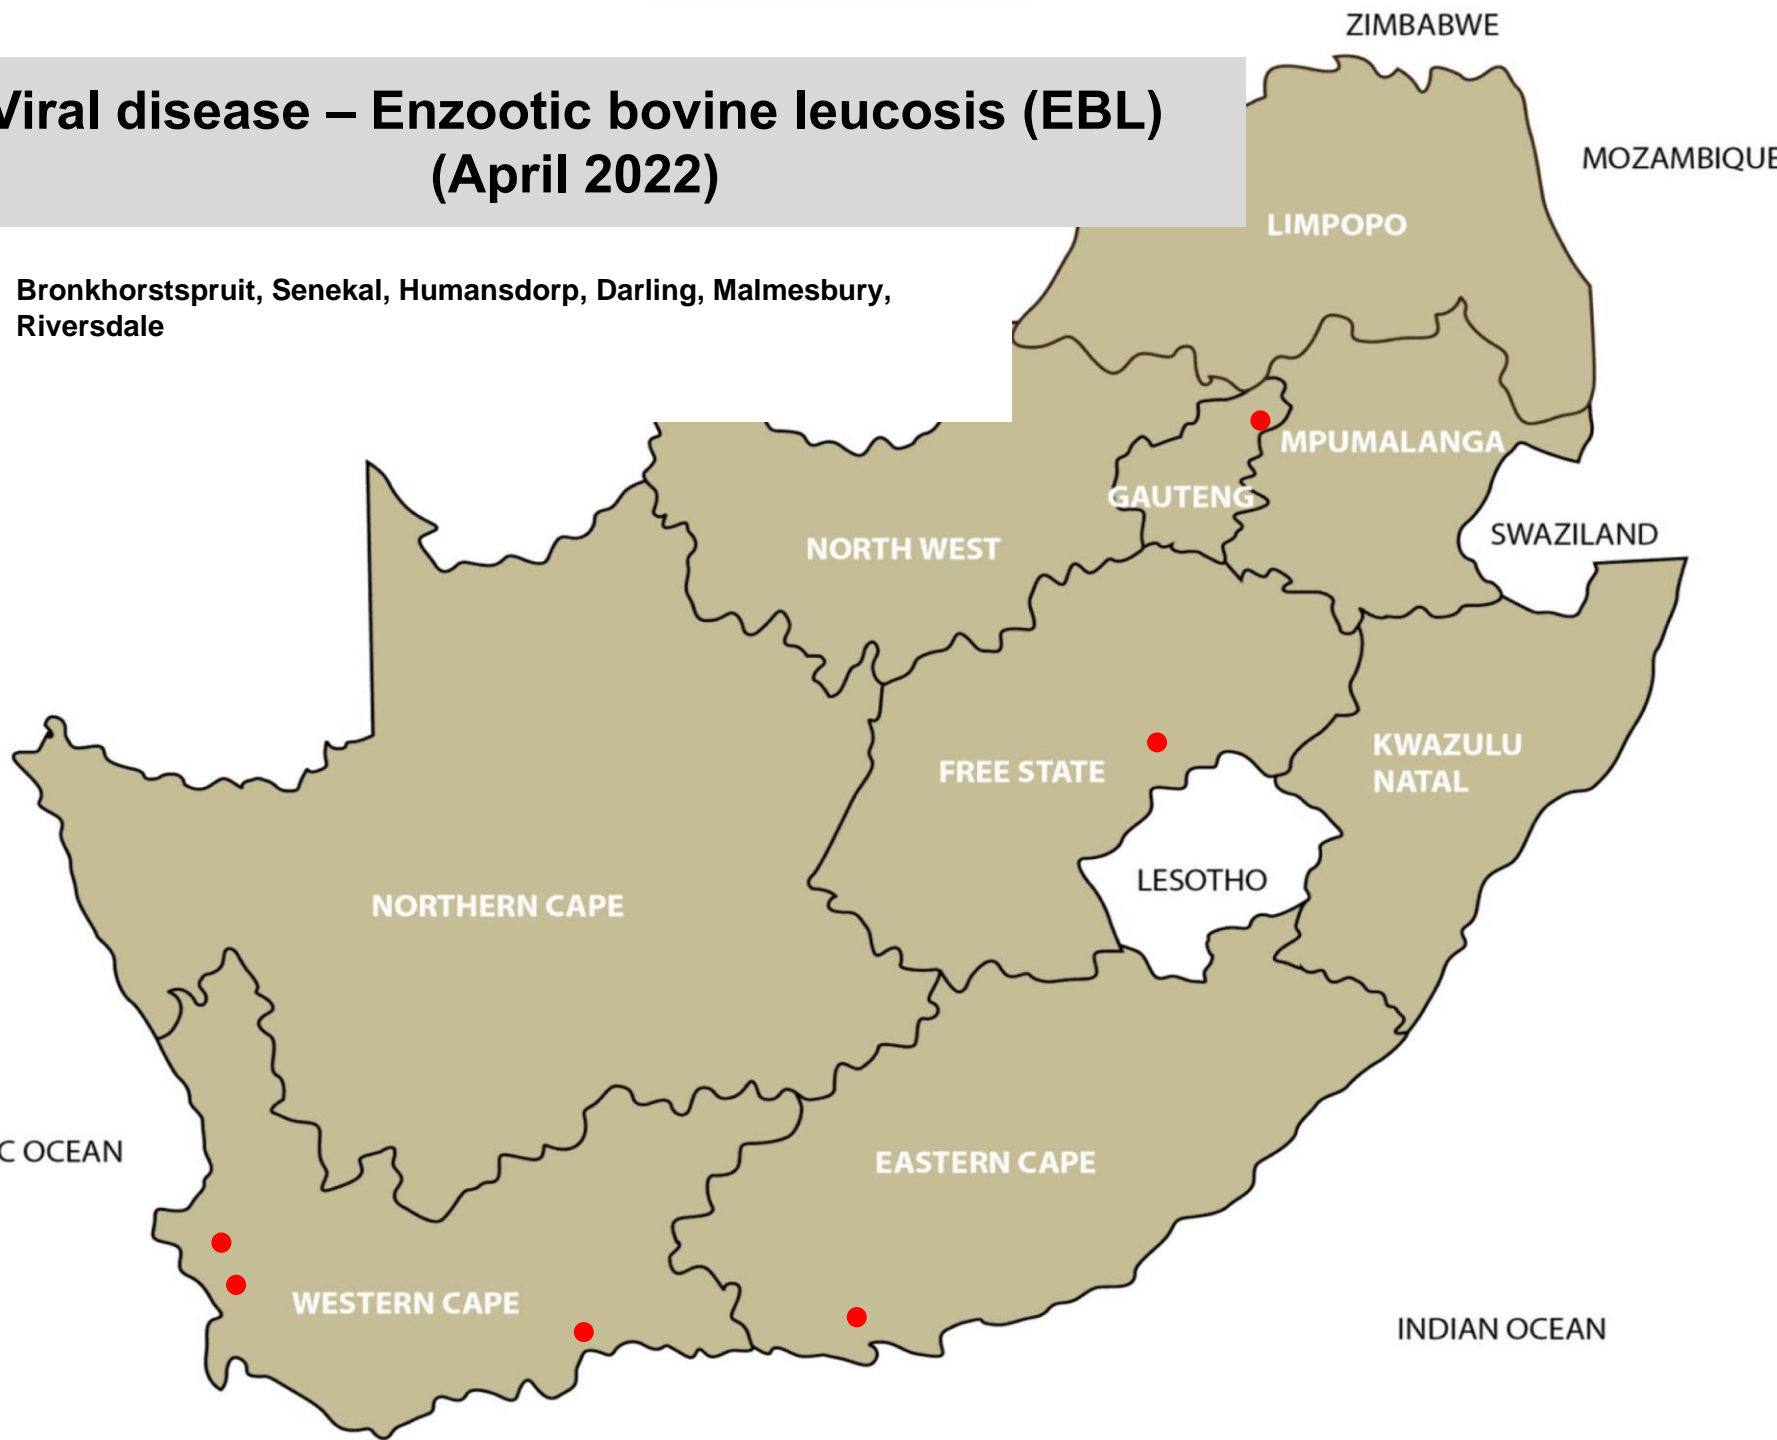 ZIMBABWE
Viral disease – Enzootic bovine leucosis (EBL)
(April 2022)
MOZAMBIQUE
LIMPOPO
Bronkhorstspruit, Senekal, Humansdorp, Darling, Malmesbury,
Riversdale
MPUMALANGA
GAUTENG
NORTH WEST
SWAZILAND
KWAZULU
NATAL
FREE STATE
LESOTHO
NORTHERN CAPE
C OCEAN
EASTERN CAPE
WESTERN CAPE
INDIAN OCEAN